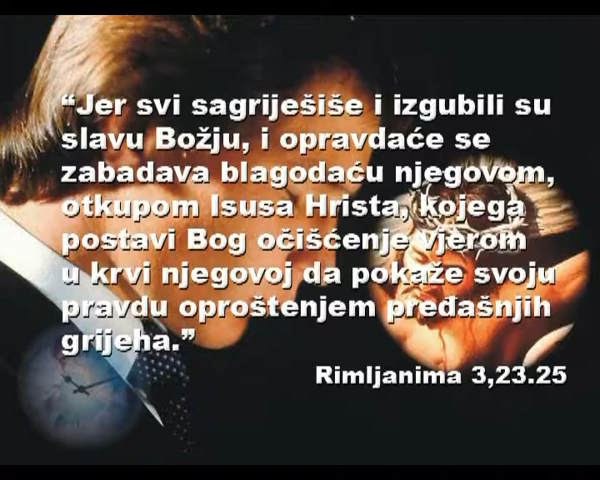 “Jer svi sagriješiše i izgubili su
slavu Božju, i opravdaće se
zabadava blagodaću njegovom,
otkupom Isusa Hrista, kojega
postavi Bog očišćenje vjerom
u krvi njegovoj da pokaže svoju
pravdu oproštenjem pređašnjih
grijeha.”
Rimljanima 3,23.25